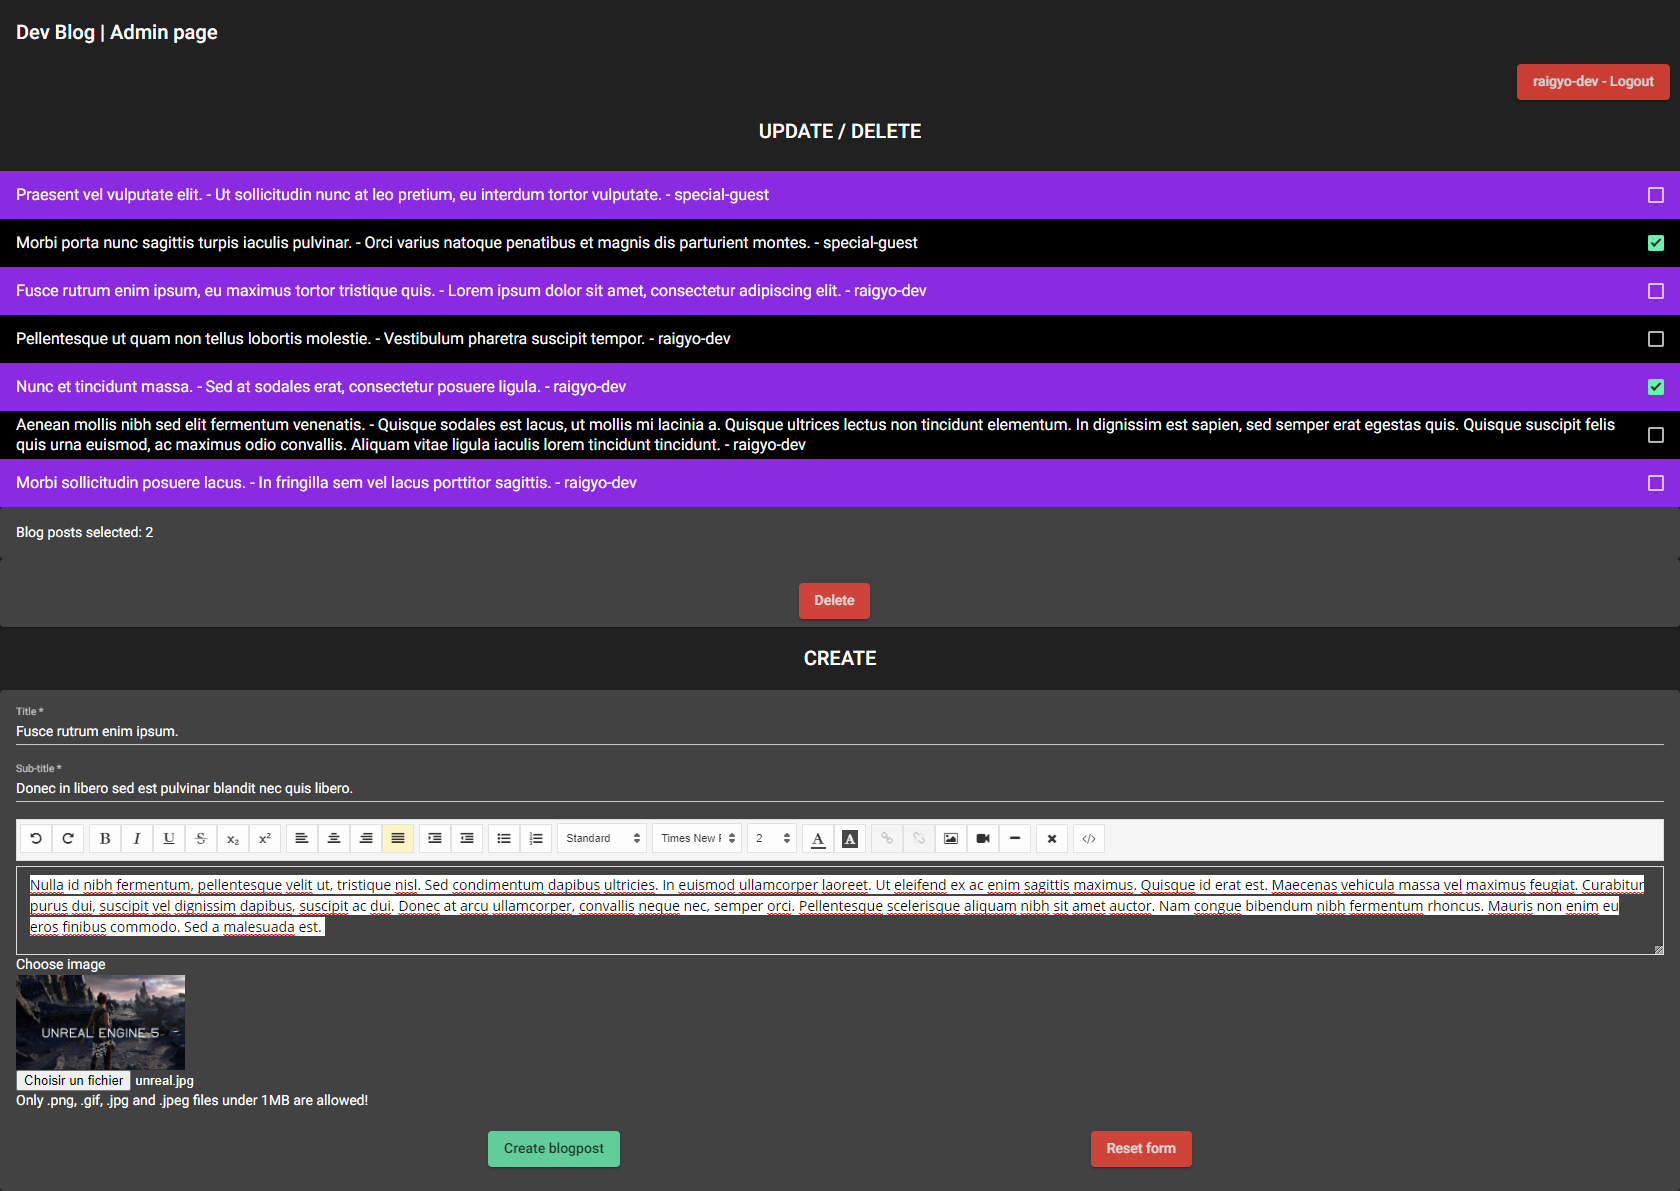 Dev Blog | Admin page
raigyo-dev - Logout
UPDATE / DELETE
Praesent vel vulputate elit. - Ut sollicitudin nunc at leo pretium, eu interdum tortor vulputate. - special-guest
Morbi porta nunc sagittis turpis iaculis pulvinar. - Orci varius natoque penatibus et magnis dis parturient montes. - special-guest
Fusce rutrum enim ipsum, eu maximus tortor tristique quis. - Lorem ipsum dolor sit amet, consectetur adipiscing elit. - raigyo-dev
Pellentesque ut quam non tellus lobortis molestie. - Vestibulum pharetra suscipit tempor. - raigyo-dev
Nunc et tincidunt massa. - Sed at sodales erat, consectetur posuere ligula. - raigyo-dev
Aenean mollis nibh sed elit fermentum venenatis. - Quisque sodales est lacus, ut mollis mi lacinia a. Quisque ultrices lectus non tincidunt elementum. In dignissim est sapien, sed semper erat egestas quis. Quisque suscipit felis
quis urna euismod, ac maximus odio convallis. Aliquam vitae ligula iaculis lorem tincidunt tincidunt. - raigyo-dev
Morbi sollicitudin posuere lacus. - In fringilla sem vel lacus porttitor sagittis. - raigyo-dev
Blog posts selected: 2
Delete
CREATE
Title *
Fusce rutrum enim ipsum.
Sub-title *
Donec in libero sed est pulvinar blandit nec quis libero.
B I U S x₂ x² Standard Times New 2 A A </>
Nulla id nibh fermentum, pellentesque velit ut, tristique nisl. Sed condimentum dapibus ultricies. In euismod ullamcorper laoreet. Ut eleifend ex ac enim sagittis maximus. Quisque id erat est. Maecenas vehicula massa vel maximus feugiat. Curabitur
purus dui, suscipit vel dignissim dapibus, suscipit ac dui. Donec at arcu ullamcorper, convallis neque nec, semper orci. Pellentesque scelerisque aliquam nibh sit amet auctor. Nam congue bibendum nibh fermentum rhoncus. Mauris non enim eu
eros finibus commodo. Sed a malesuada est.
Choose image
UNREAL ENGINE 5
Choisir un fichier unreal.jpg
Only .png, .gif, .jpg and .jpeg files under 1MB are allowed!
Create blogpost Reset form